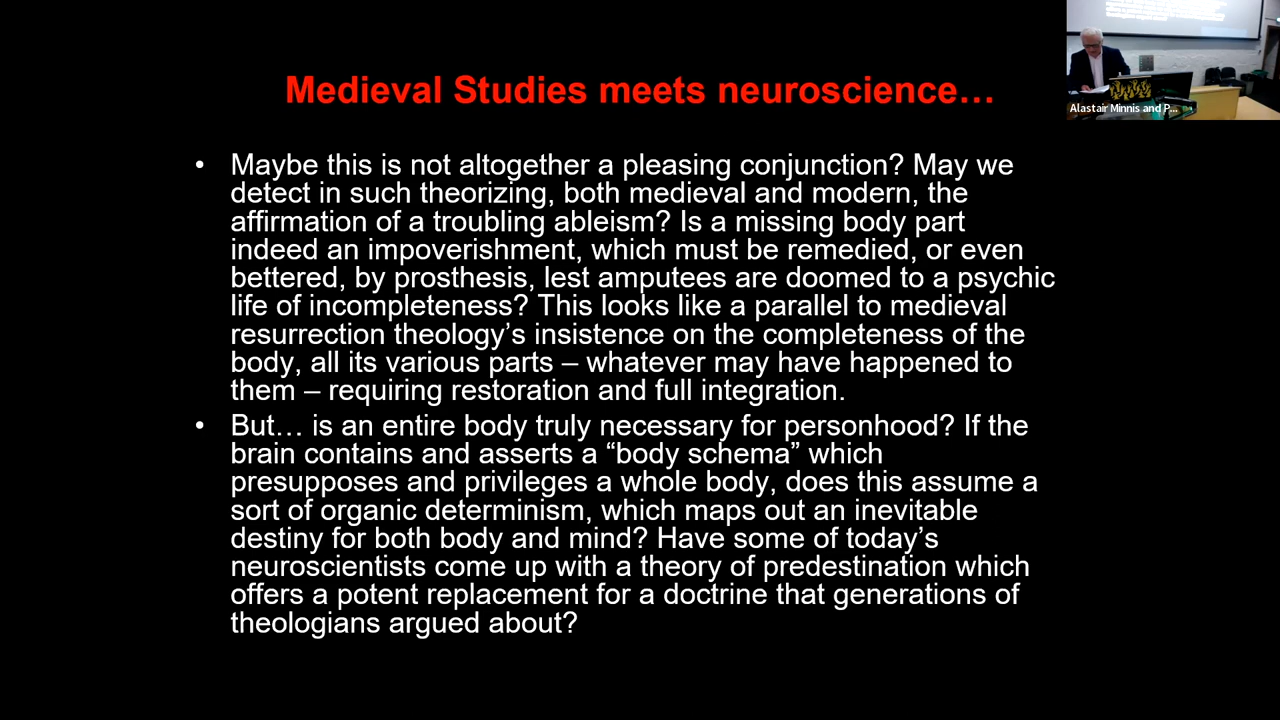 Medieval Studies meets neuroscience…
• Maybe this is not altogether a pleasing conjunction? May we
detect in such theorizing, both medieval and modern, the
affirmation of a troubling ableism? Is a missing body part
indeed an impoverishment, which must be remedied, or even
bettered, by prosthesis, lest amputees are doomed to a psychic
life of incompleteness? This looks like a parallel to medieval
resurrection theology’s insistence on the completeness of the
body, all its various parts – whatever may have happened to
them – requiring restoration and full integration.
• But… is an entire body truly necessary for personhood? If the
brain contains and asserts a “body schema” which
presupposes and privileges a whole body, does this assume a
sort of organic determinism, which maps out an inevitable
destiny for both body and mind? Have some of today’s
neuroscientists come up with a theory of predestination which
offers a potent replacement for a doctrine that generations of
theologians argued about?
Alastair Minnis and P...